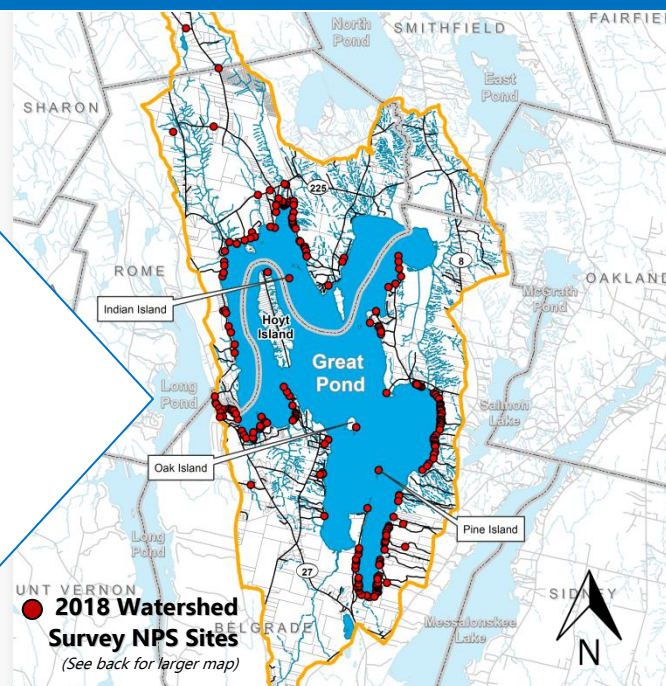 FAIRFIE
North
Pond
SMITHFIELD
East
Pond
SHARON
225
8
ROME
OAKLAND
McGrath
Pond
Indian Island
Hoyt
Island
Great
Pond
Long
Pond
Salmon
Lake
Oak Island
Pine Island
Long
Pond
27
UNT VERNON
SIDNEY
2018 Watershed
Survey NPS Sites
BELGRADE
(See back for larger map)
Messalonskee
Lake
N